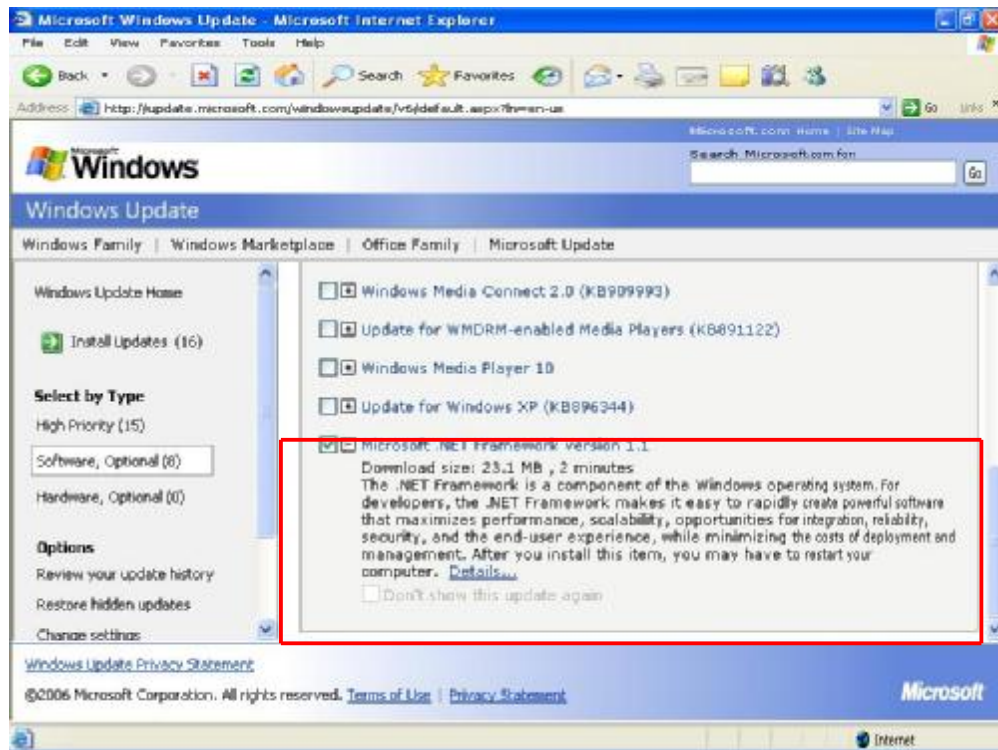 Microsoft Windows Update - Microsoft Internet Explorer
File Edit View Favorites Tools Help
Back Search Favorites
Address http://update.microsoft.com/windowsupdate/v6/default.aspx?ln=en-us Go Links
Microsoft.com Home | Site Map
Microsoft
Windows
Search Microsoft.com for:
Go
Windows Update
Windows Family | Windows Marketplace | Office Family | Microsoft Update
Windows Update Home
Install Updates (16)
Select by Type
High Priority (15)
Software, Optional (8)
Hardware, Optional (0)
Options
Review your update history
Restore hidden updates
Change settings
Windows Media Connect 2.0 (KB909993)
Update for WMDRM-enabled Media Players (KB891122)
Windows Media Player 10
Update for Windows XP (KB896344)
Microsoft .NET Framework version 1.1
Download size: 23.1 MB , 2 minutes
The .NET Framework is a component of the Windows operating system. For
developers, the .NET Framework makes it easy to rapidly create powerful software
that maximizes performance, scalability, opportunities for integration, reliability,
security, and the end-user experience, while minimizing the costs of deployment and
management. After you install this item, you may have to restart your
computer. Details...
Don't show this update again
Windows Update Privacy Statement
©2006 Microsoft Corporation. All rights reserved. Terms of Use | Privacy Statement
Microsoft
Internet